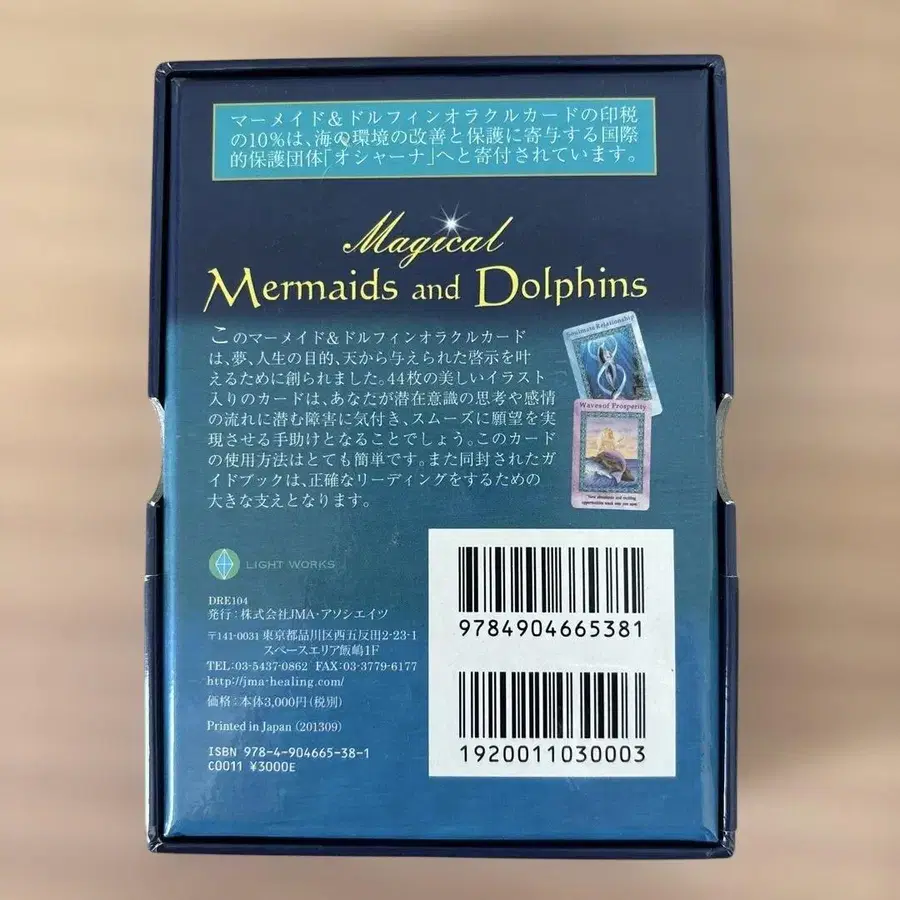 マーメイド&ドルフィンオラクルカードの印税
の10%は、海の環境の改善と保護に寄与する国際
的保護団体「オシャーナ」へと寄付されています。
Magical
Mermaids and Dolphins
このマーメイド&ドルフィンオラクルカード
は、夢、人生の目的、天から与えられた啓示を叶
えるために創られました。44枚の美しいイラスト
入りのカードは、あなたが潜在意識の思考や感情
の流れに潜む障害に気付き、スムーズに願望を実
現させる手助けとなることでしょう。このカード
の使用方法はとても簡単です。また同封されたガ
イドブックは、正確なリーディングをするための
大きな支えとなります。
Soulmate Relationship
Waves of Prosperity
"New abundance and exciting
opportunities wash over you now."
LIGHT WORKS
DRE104
発行:株式会社JMA・アソシエイツ
〒141-0031 東京都品川区西五反田2-23-1
スペースエリア飯嶋1F
TEL:03-5437-0862 FAX:03-3779-6177
http://jma-healing.com/
価格:本体3,000円(税別)
Printed in Japan (201309)
ISBN 978-4-904665-38-1
C0011 ¥3000E
9784904665381
1920011030003